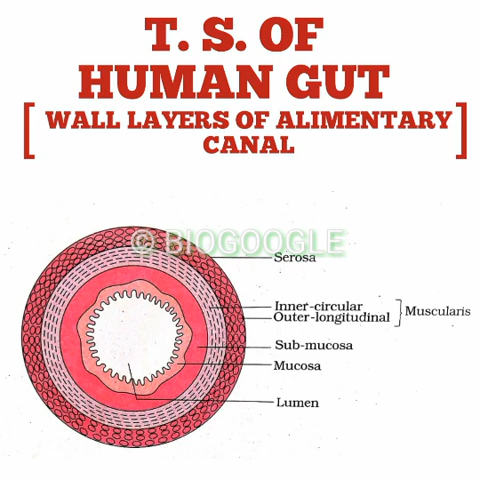 T. S. OF
HUMAN GUT
[ WALL LAYERS OF ALIMENTARY
CANAL ]
© BIOGOOGLE
Serosa
Inner-circular
Outer-longitudinal
Muscularis
Sub-mucosa
Mucosa
Lumen